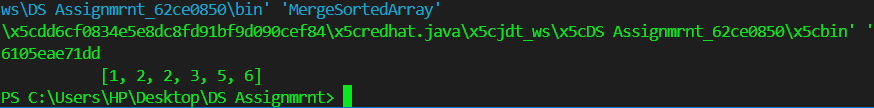 ws\DS Assignmrnt_62ce0850\bin' 'MergeSortedArray'
\x5cdd6cf0834e5e8dc8fd91bf9d090cef84\x5credhat.java\x5cjdt_ws\x5cDS Assignmrnt_62ce0850\x5cbin' '
6105eae71dd
[1, 2, 2, 3, 5, 6]
PS C:\Users\HP\Desktop\DS Assignmrnt>